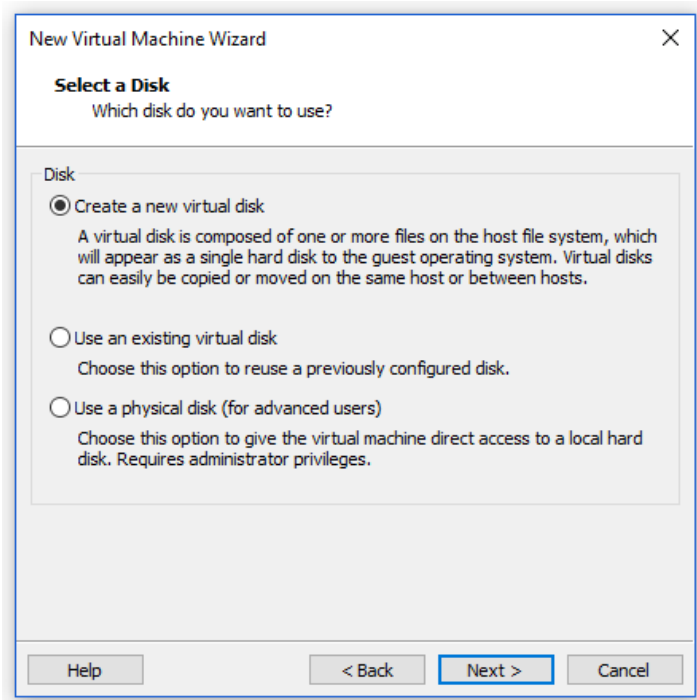 New Virtual Machine Wizard
Select a Disk
Which disk do you want to use?
Disk
Create a new virtual disk
A virtual disk is composed of one or more files on the host file system, which
will appear as a single hard disk to the guest operating system. Virtual disks
can easily be copied or moved on the same host or between hosts.
Use an existing virtual disk
Choose this option to reuse a previously configured disk.
Use a physical disk (for advanced users)
Choose this option to give the virtual machine direct access to a local hard
disk. Requires administrator privileges.
Help < Back Next > Cancel